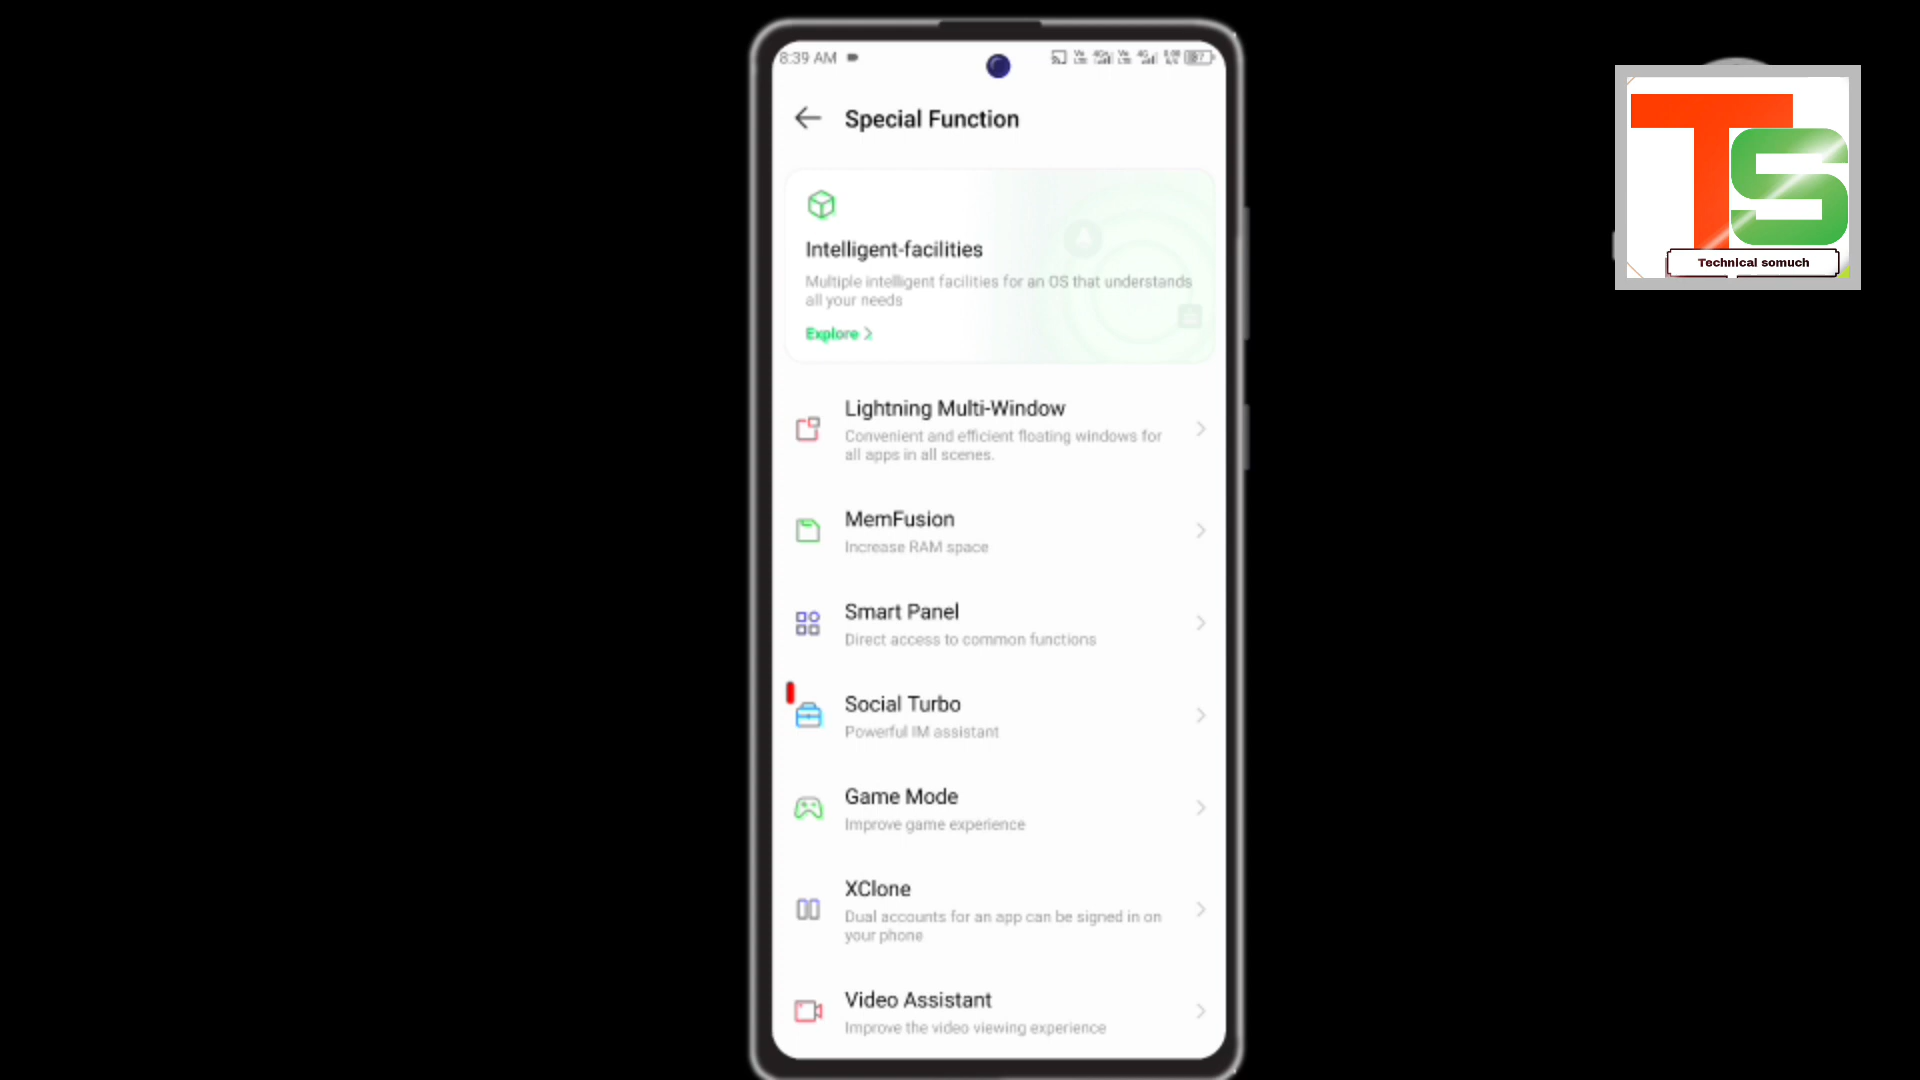 8:39 AM
Special Function
Intelligent-facilities
Multiple intelligent facilities for an OS that understands
all your needs
Explore
Lightning Multi-Window
Convenient and efficient floating windows for
all apps in all scenes.
MemFusion
Increase RAM space
Smart Panel
Direct access to common functions
Social Turbo
Powerful IM assistant
Game Mode
Improve game experience
XClone
Dual accounts for an app can be signed in on
your phone
Video Assistant
Improve the video viewing experience
TS
Technical somuch